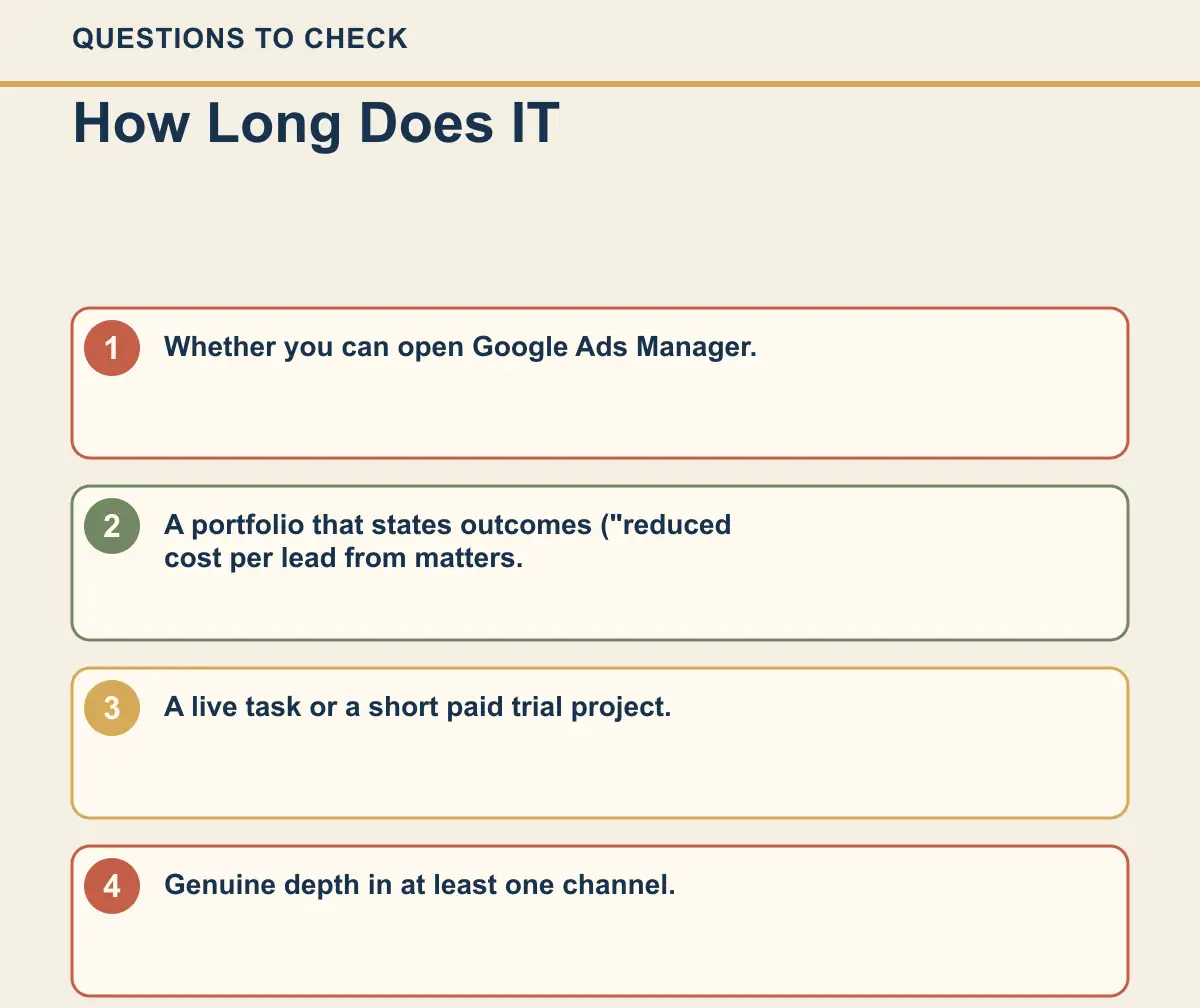 QUESTIONS TO CHECK
How Long Does IT
1
Whether you can open Google Ads Manager.
2
A portfolio that states outcomes ("reduced
cost per lead from matters.
3
A live task or a short paid trial project.
4
Genuine depth in at least one channel.